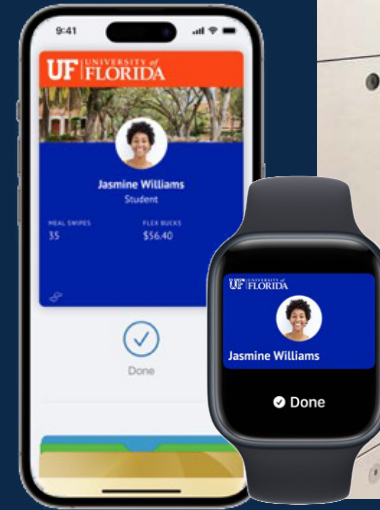 9:41
UF UNIVERSITY of
FLORIDA
Jasmine Williams
Student
MEAL SWIPES FLEX BUCKS
35 $56.40
Done
UF UNIVERSITY of
FLORIDA
Jasmine Williams
Done